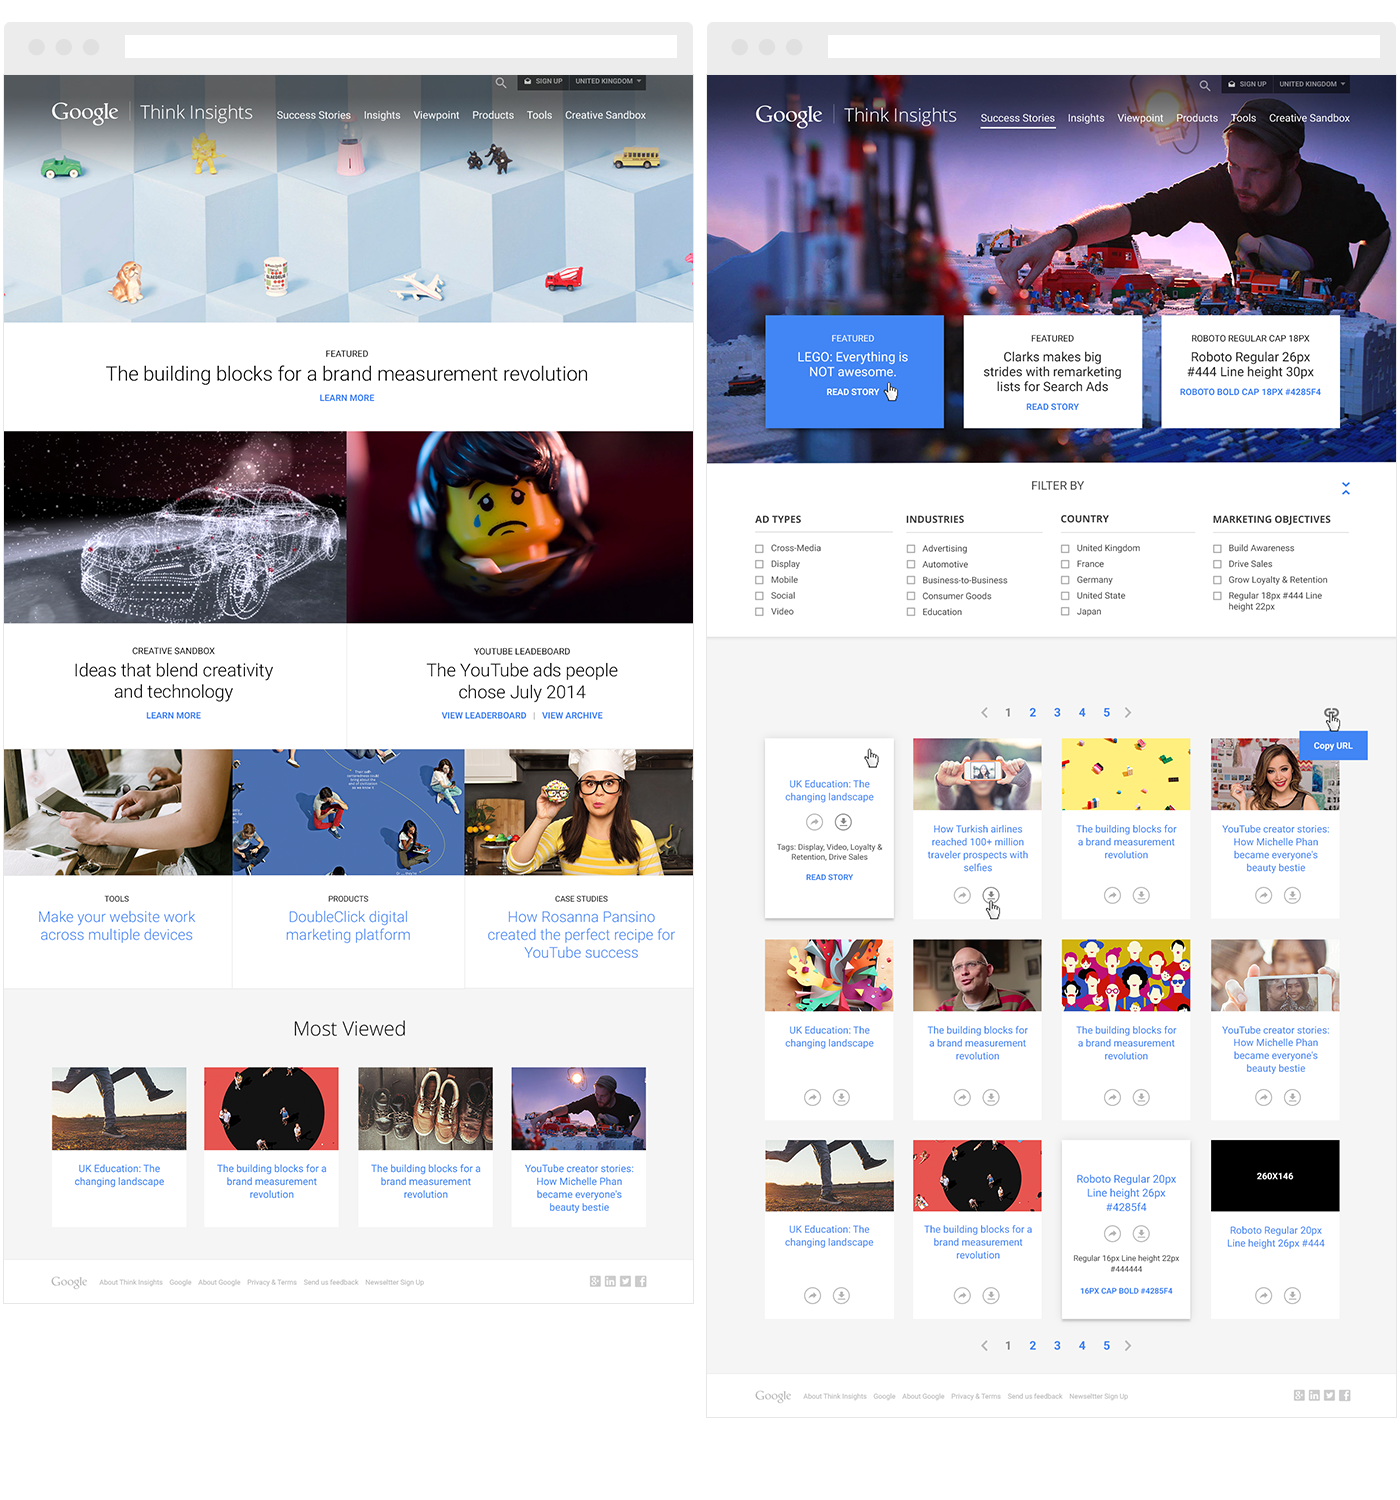 SIGN UP
UNITED KINGDOM
Google
Think Insights
Success Stories
Insights
Viewpoint
Products
Tools
Creative Sandbox
FEATURED
The building blocks for a brand measurement revolution
LEARN MORE
CREATIVE SANDBOX
Ideas that blend creativity
and technology
LEARN MORE
YOUTUBE LEADERBOARD
The YouTube ads people
chose July 2014
VIEW LEADERBOARD | VIEW ARCHIVE
TOOLS
Make your website work
across multiple devices
PRODUCTS
DoubleClick digital
marketing platform
CASE STUDIES
How Rosanna Pansino
created the perfect recipe for
YouTube success
Most Viewed
UK Education: The
changing landscape
The building blocks for a
brand measurement
revolution
The building blocks for a
brand measurement
revolution
YouTube creator stories:
How Michelle Phan
became everyone's
beauty bestie
Google
About Think Insights
Google
About Google
Privacy & Terms
Send us feedback
Newseltter Sign Up
SIGN UP
UNITED KINGDOM
Google
Think Insights
Success Stories
Insights
Viewpoint
Products
Tools
Creative Sandbox
FEATURED
LEGO: Everything is
NOT awesome.
READ STORY
FEATURED
Clarks makes big
strides with remarketing
lists for Search Ads
READ STORY
ROBOTO REGULAR CAP 18PX
Roboto Regular 26px
#444 Line height 30px
ROBOTO BOLD CAP 18PX #4285F4
FILTER BY
AD TYPES
Cross-Media
Display
Mobile
Social
Video
INDUSTRIES
Advertising
Automotive
Business-to-Business
Consumer Goods
Education
COUNTRY
United Kingdom
France
Germany
United State
Japan
MARKETING OBJECTIVES
Build Awareness
Drive Sales
Grow Loyalty & Retention
Regular 18px #444 Line
height 22px
1 2 3 4 5
Copy URL
UK Education: The
changing landscape
Tags: Display, Video, Loyalty &
Retention, Drive Sales
READ STORY
How Turkish airlines
reached 100+ million
traveler prospects with
selfies
The building blocks for
a brand measurement
revolution
YouTube creator stories:
How Michelle Phan
became everyone's
beauty bestie
UK Education: The
changing landscape
The building blocks for
a brand measurement
revolution
The building blocks for
a brand measurement
revolution
YouTube creator stories:
How Michelle Phan
became everyone's
beauty bestie
UK Education: The
changing landscape
The building blocks for a
brand measurement
revolution
Roboto Regular 20px
Line height 26px
#4285f4
Regular 16px Line height 22px
#444444
16PX CAP BOLD #4285F4
260X146
Roboto Regular 20px
Line height 26px #444
1 2 3 4 5
Google
About Think Insights
Google
About Google
Privacy & Terms
Send us feedback
Newseltter Sign Up